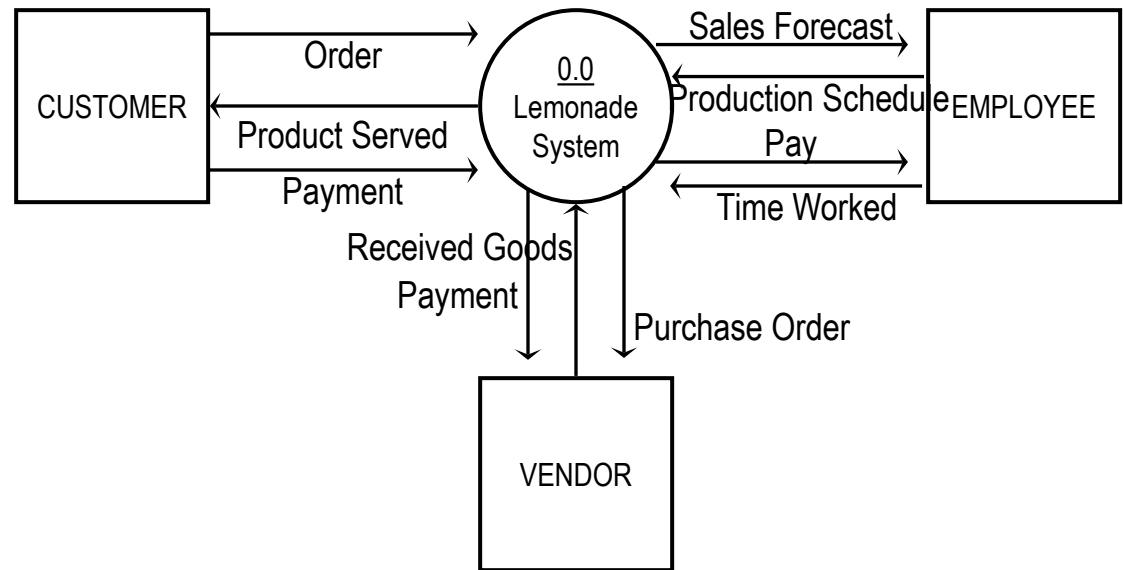 Order
Sales Forecast
0.0
CUSTOMER
Lemonade
Production Schedule
EMPLOYEE
Product Served
System
Pay
Payment
Time Worked
Received Goods
Payment
Purchase Order
VENDOR